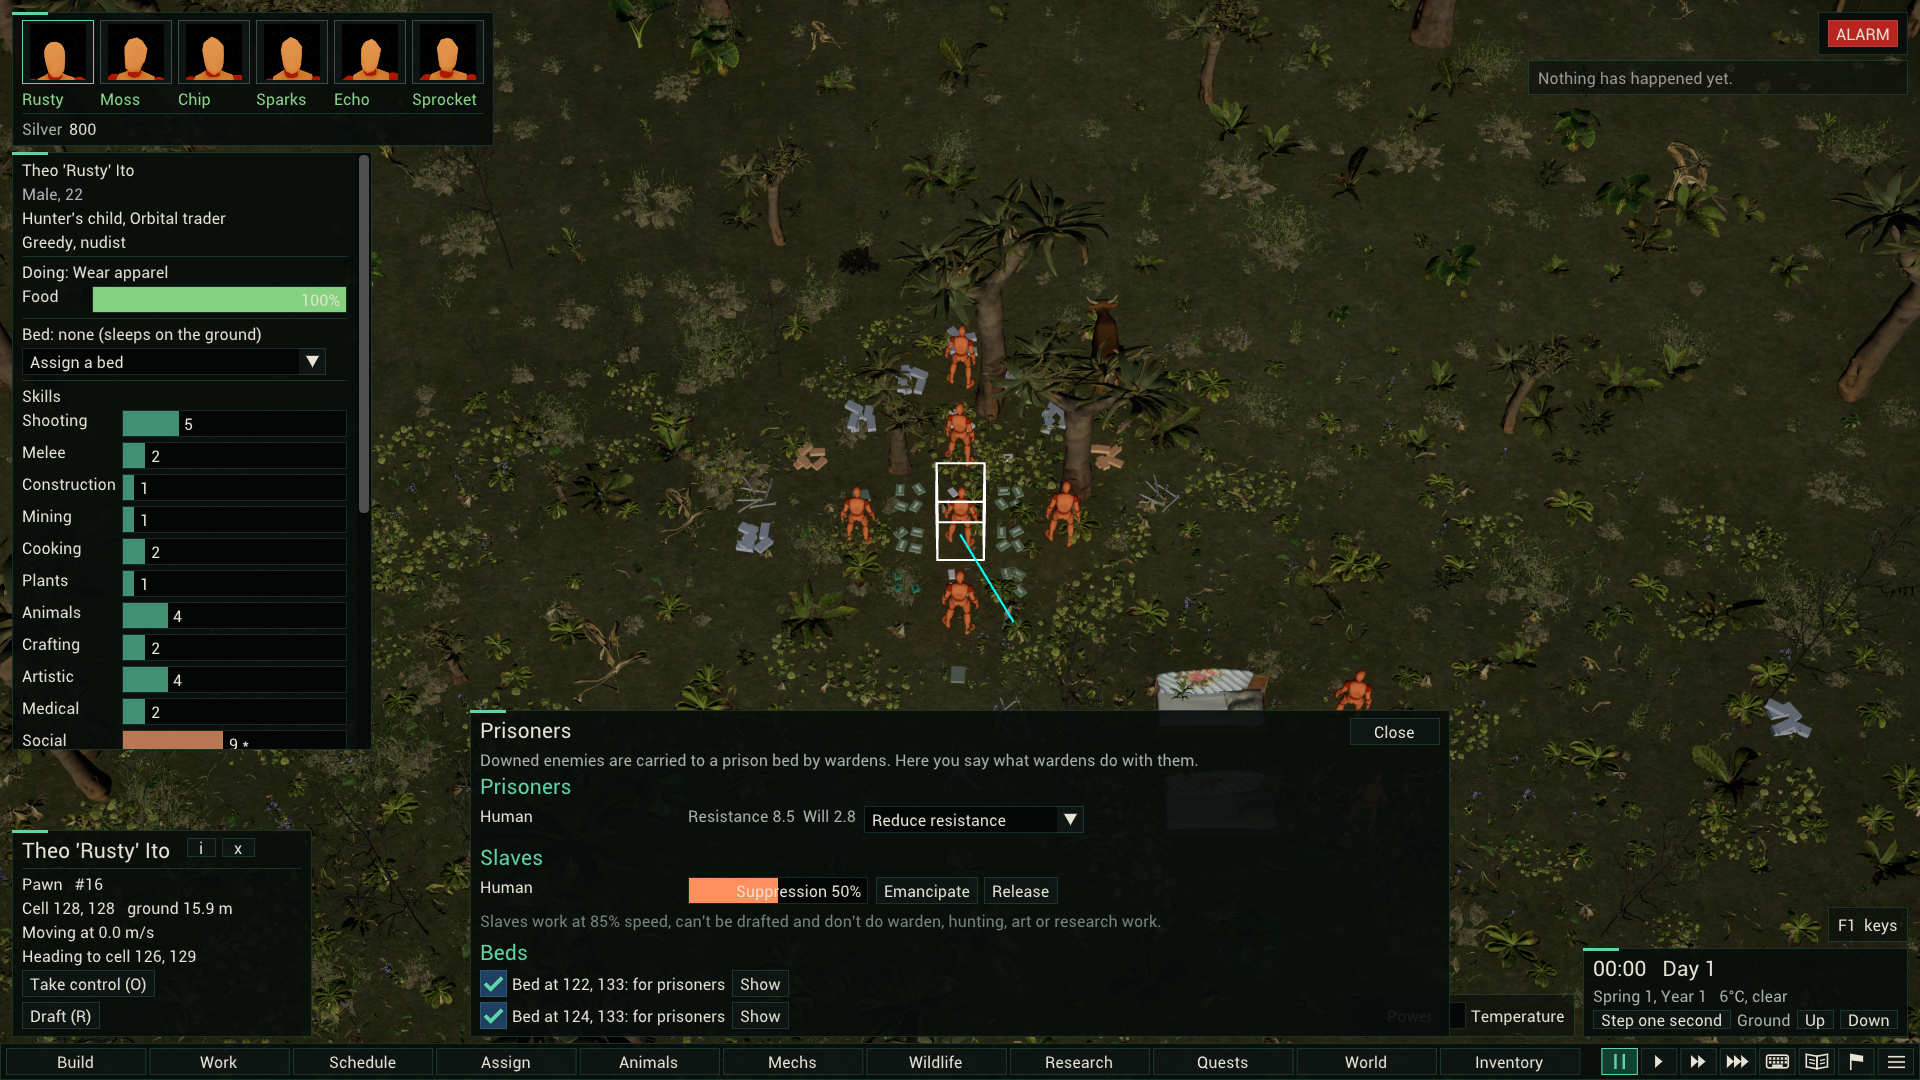 Rusty Moss Chip Sparks Echo Sprocket
Silver 800
ALARM
Nothing has happened yet.
Theo 'Rusty' Ito
Male, 22
Hunter's child, Orbital trader
Greedy, nudist
Doing: Wear apparel
Food 100%
Bed: none (sleeps on the ground)
Assign a bed
Skills
Shooting 5
Melee 2
Construction 1
Mining 1
Cooking 2
Plants 1
Animals 4
Crafting 2
Artistic 4
Medical 2
Social 9 *
Theo 'Rusty' Ito i x
Pawn #16
Cell 128, 128 ground 15.9 m
Moving at 0.0 m/s
Heading to cell 126, 129
Take control (O)
Draft (R)
Prisoners Close
Downed enemies are carried to a prison bed by wardens. Here you say what wardens do with them.
Prisoners
Human Resistance 8.5 Will 2.8 Reduce resistance
Slaves
Human Suppression 50% Emancipate Release
Slaves work at 85% speed, can't be drafted and don't do warden, hunting, art or research work.
Beds
Bed at 122, 133: for prisoners Show
Bed at 124, 133: for prisoners Show
Power Temperature
F1 keys
00:00 Day 1
Spring 1, Year 1 6°C, clear
Step one second Ground Up Down
Build Work Schedule Assign Animals Mechs Wildlife Research Quests World Inventory